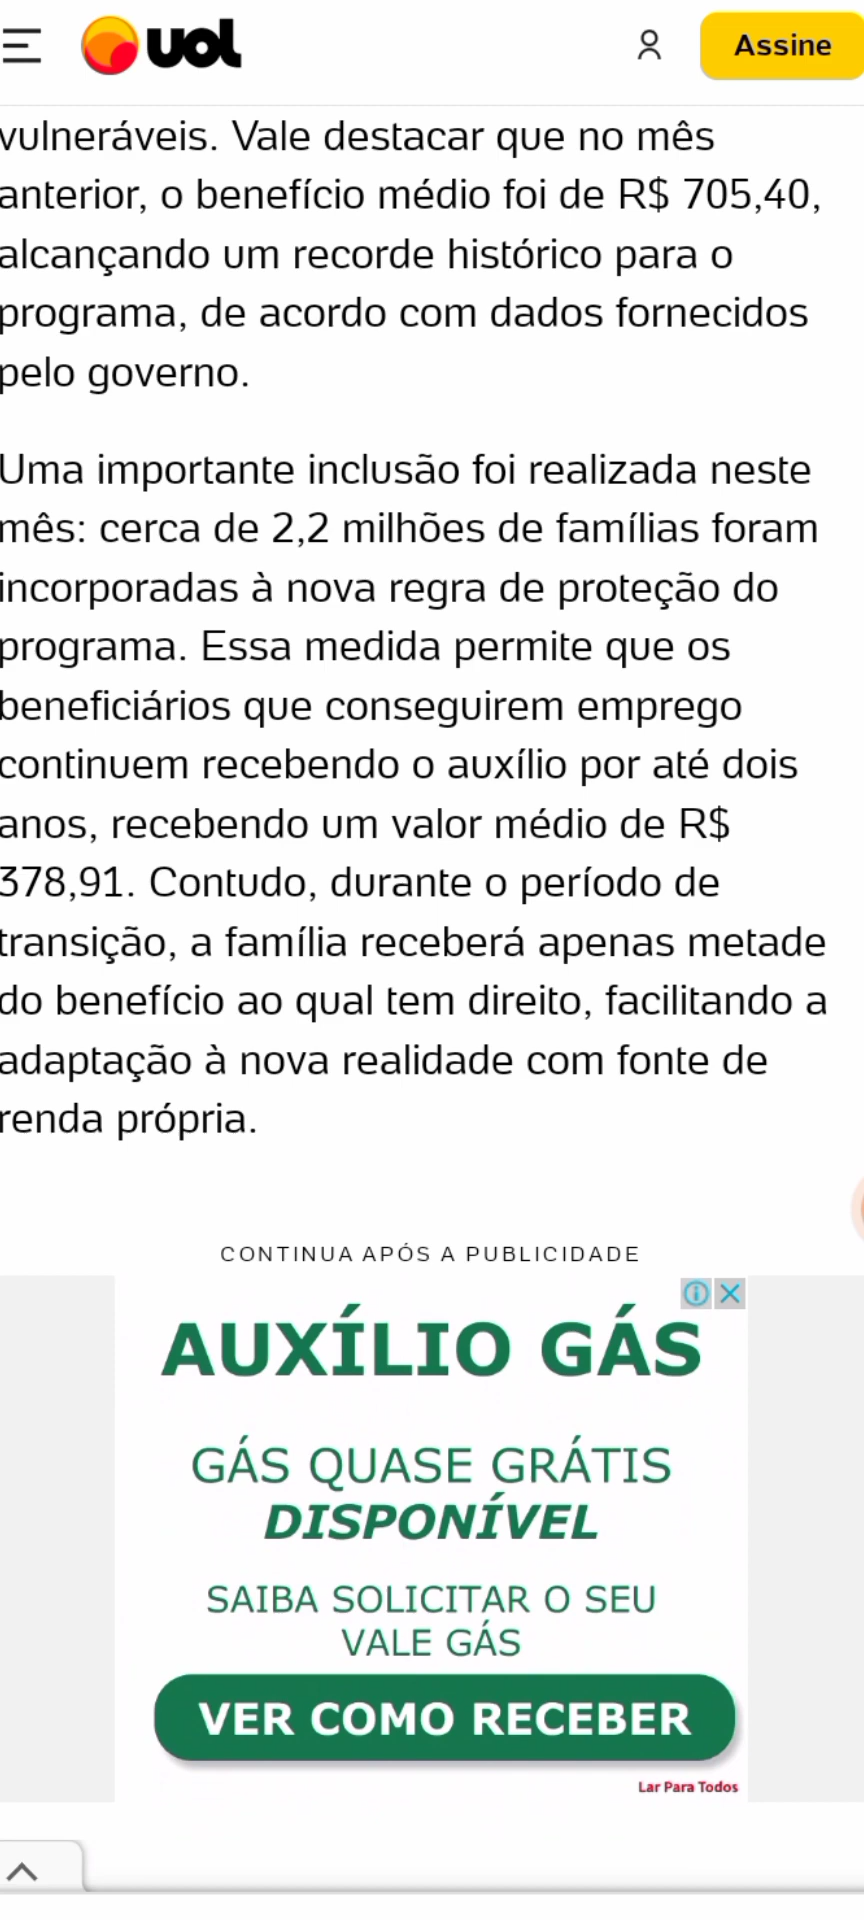 uol
Assine
vulneráveis. Vale destacar que no mês
anterior, o benefício médio foi de R$ 705,40,
alcançando um recorde histórico para o
programa, de acordo com dados fornecidos
pelo governo.
Uma importante inclusão foi realizada neste
mês: cerca de 2,2 milhões de famílias foram
incorporadas à nova regra de proteção do
programa. Essa medida permite que os
beneficiários que conseguirem emprego
continuem recebendo o auxílio por até dois
anos, recebendo um valor médio de R$
378,91. Contudo, durante o período de
transição, a família receberá apenas metade
do benefício ao qual tem direito, facilitando a
adaptação à nova realidade com fonte de
renda própria.
CONTINUA APÓS A PUBLICIDADE
AUXÍLIO GÁS
GÁS QUASE GRÁTIS
DISPONÍVEL
SAIBA SOLICITAR O SEU
VALE GÁS
VER COMO RECEBER
Lar Para Todos